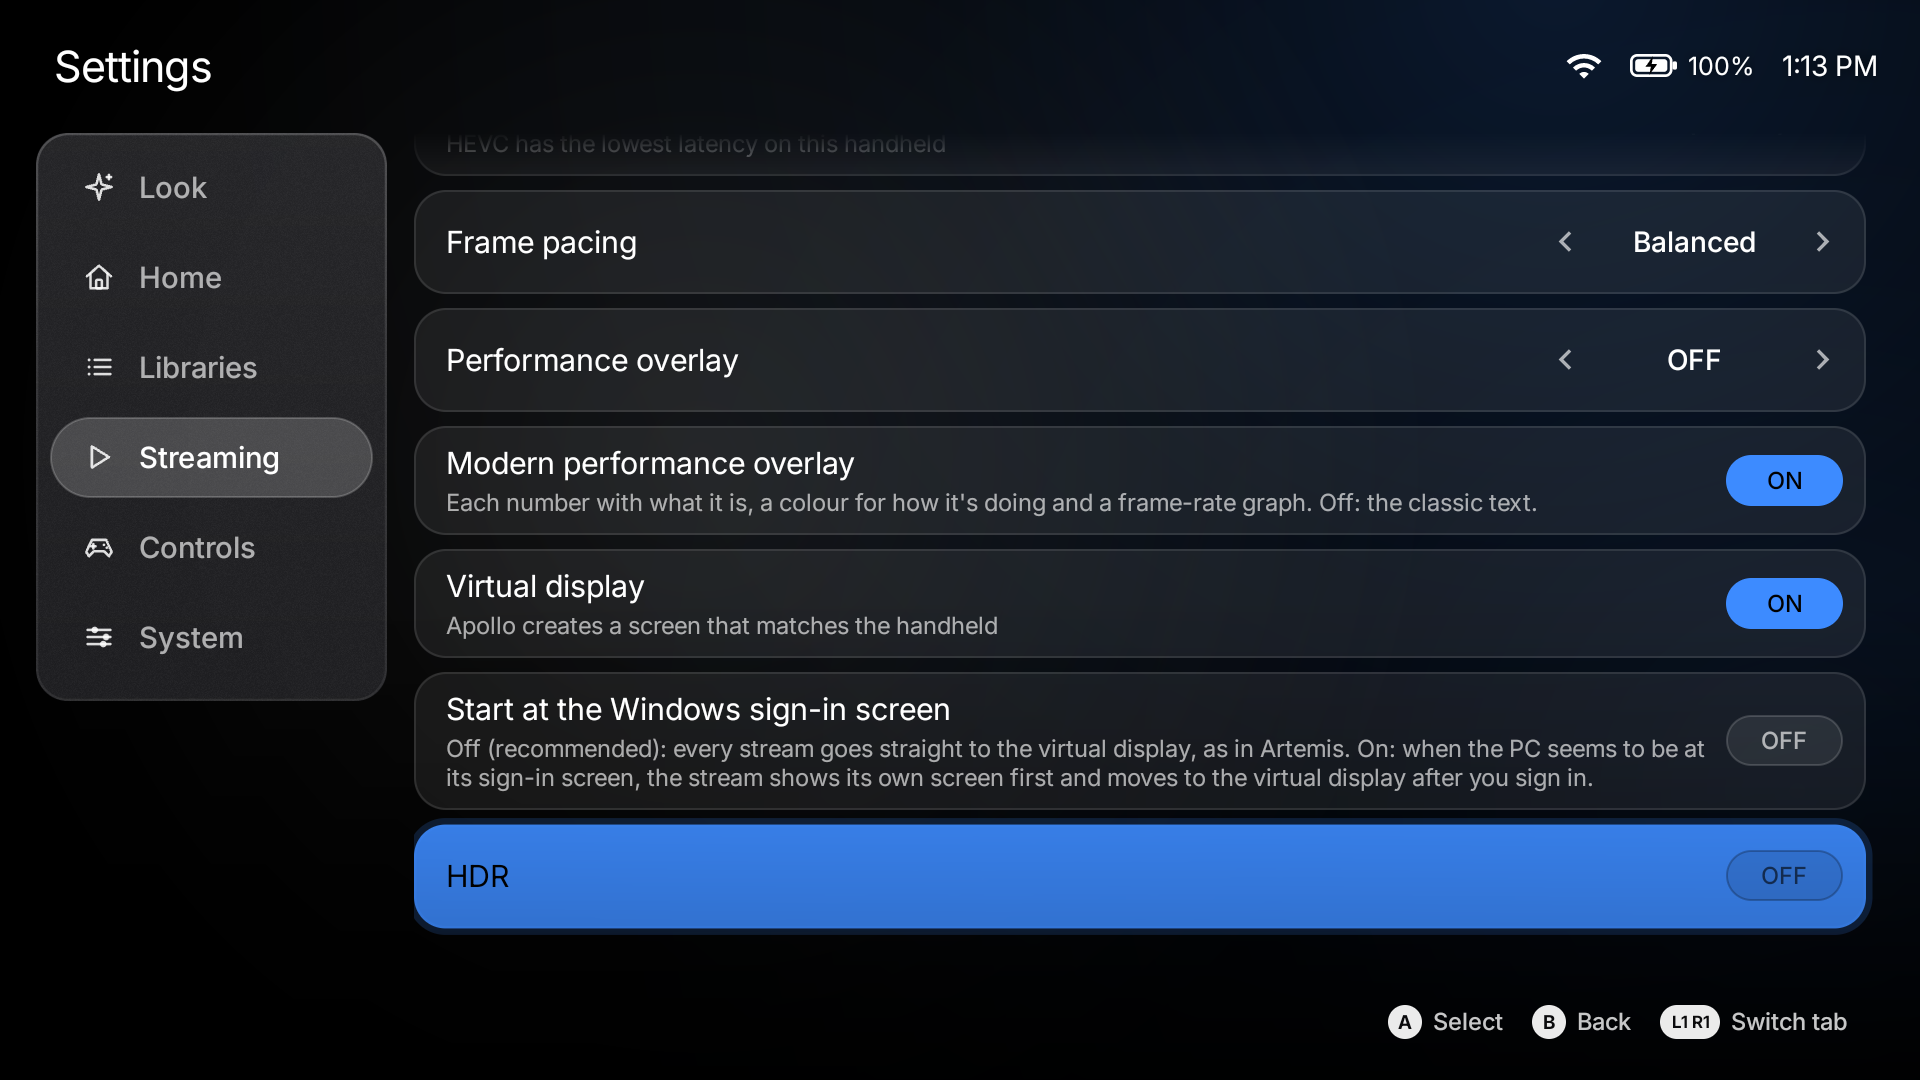 Settings
100%
1:13 PM
Look
Home
Libraries
Streaming
Controls
System
HEVC has the lowest latency on this handheld
Frame pacing
Balanced
Performance overlay
OFF
Modern performance overlay
Each number with what it is, a colour for how it's doing and a frame-rate graph. Off: the classic text.
ON
Virtual display
Apollo creates a screen that matches the handheld
ON
Start at the Windows sign-in screen
Off (recommended): every stream goes straight to the virtual display, as in Artemis. On: when the PC seems to be at
its sign-in screen, the stream shows its own screen first and moves to the virtual display after you sign in.
OFF
HDR
OFF
A Select
B Back
L1 R1 Switch tab